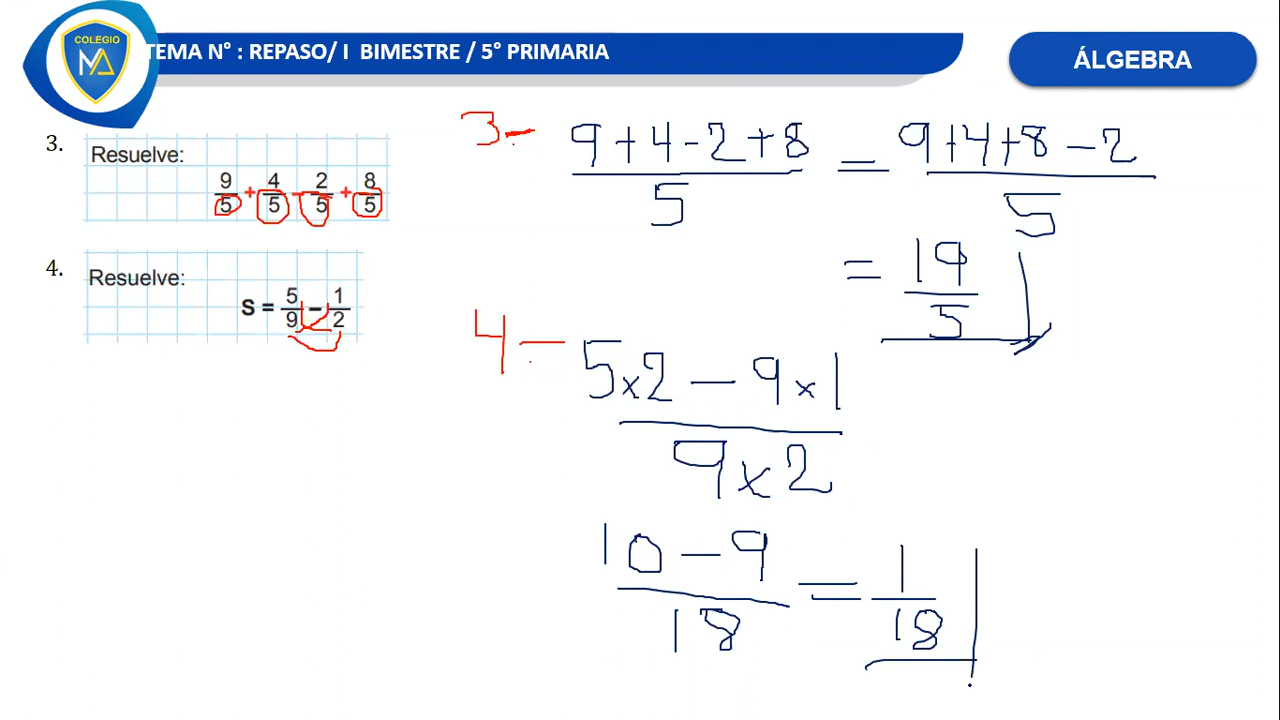 COLEGIO
MA
TEMA N° : REPASO/ I BIMESTRE / 5° PRIMARIA
ÁLGEBRA
3.
Resuelve:
9/5 + 4/5 - 2/5 + 8/5
4.
Resuelve:
S = 5/9 - 1/2
3-
9+4-2+8/5 = 9+4+8-2/5
= 19/5
4-
5x2 - 9x1/9x2
10-9/18 = 1/18